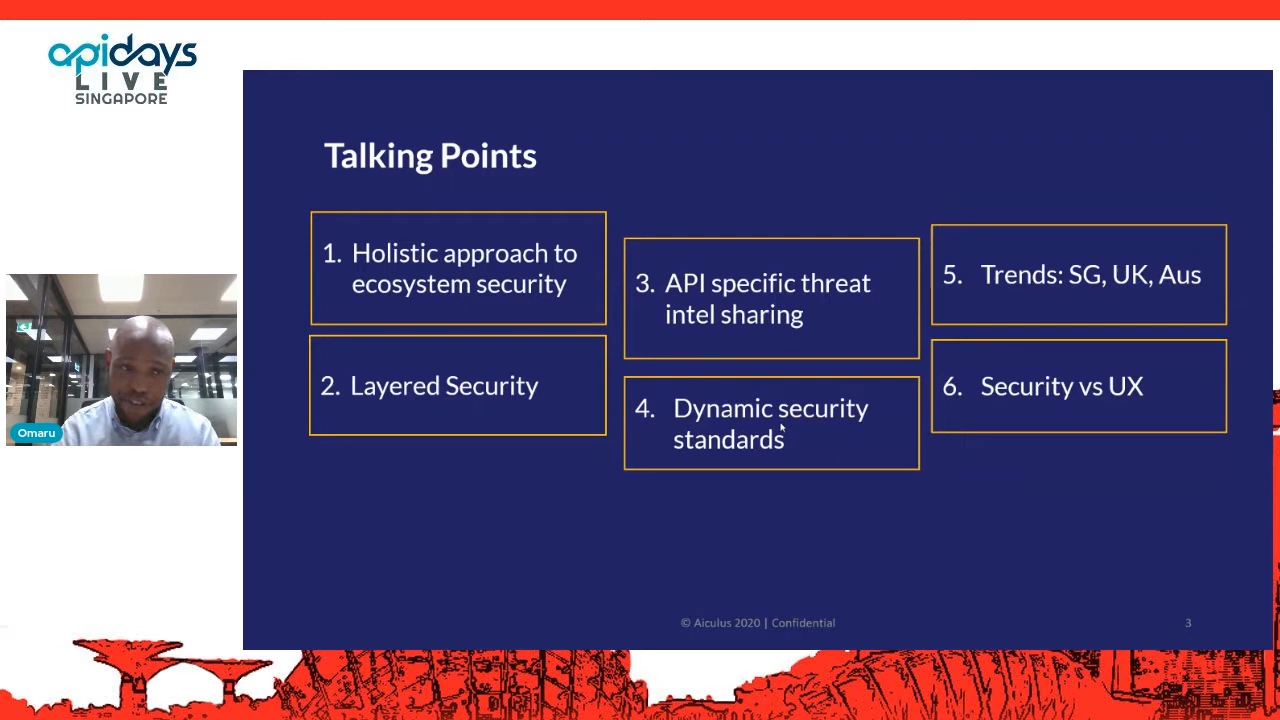 apidays
LIVE
SINGAPORE
Talking Points
1. Holistic approach to
ecosystem security
2. Layered Security
3. API specific threat
intel sharing
4. Dynamic security
standards
5. Trends: SG, UK, Aus
6. Security vs UX
Omaru
© Aiculus 2020 | Confidential
3